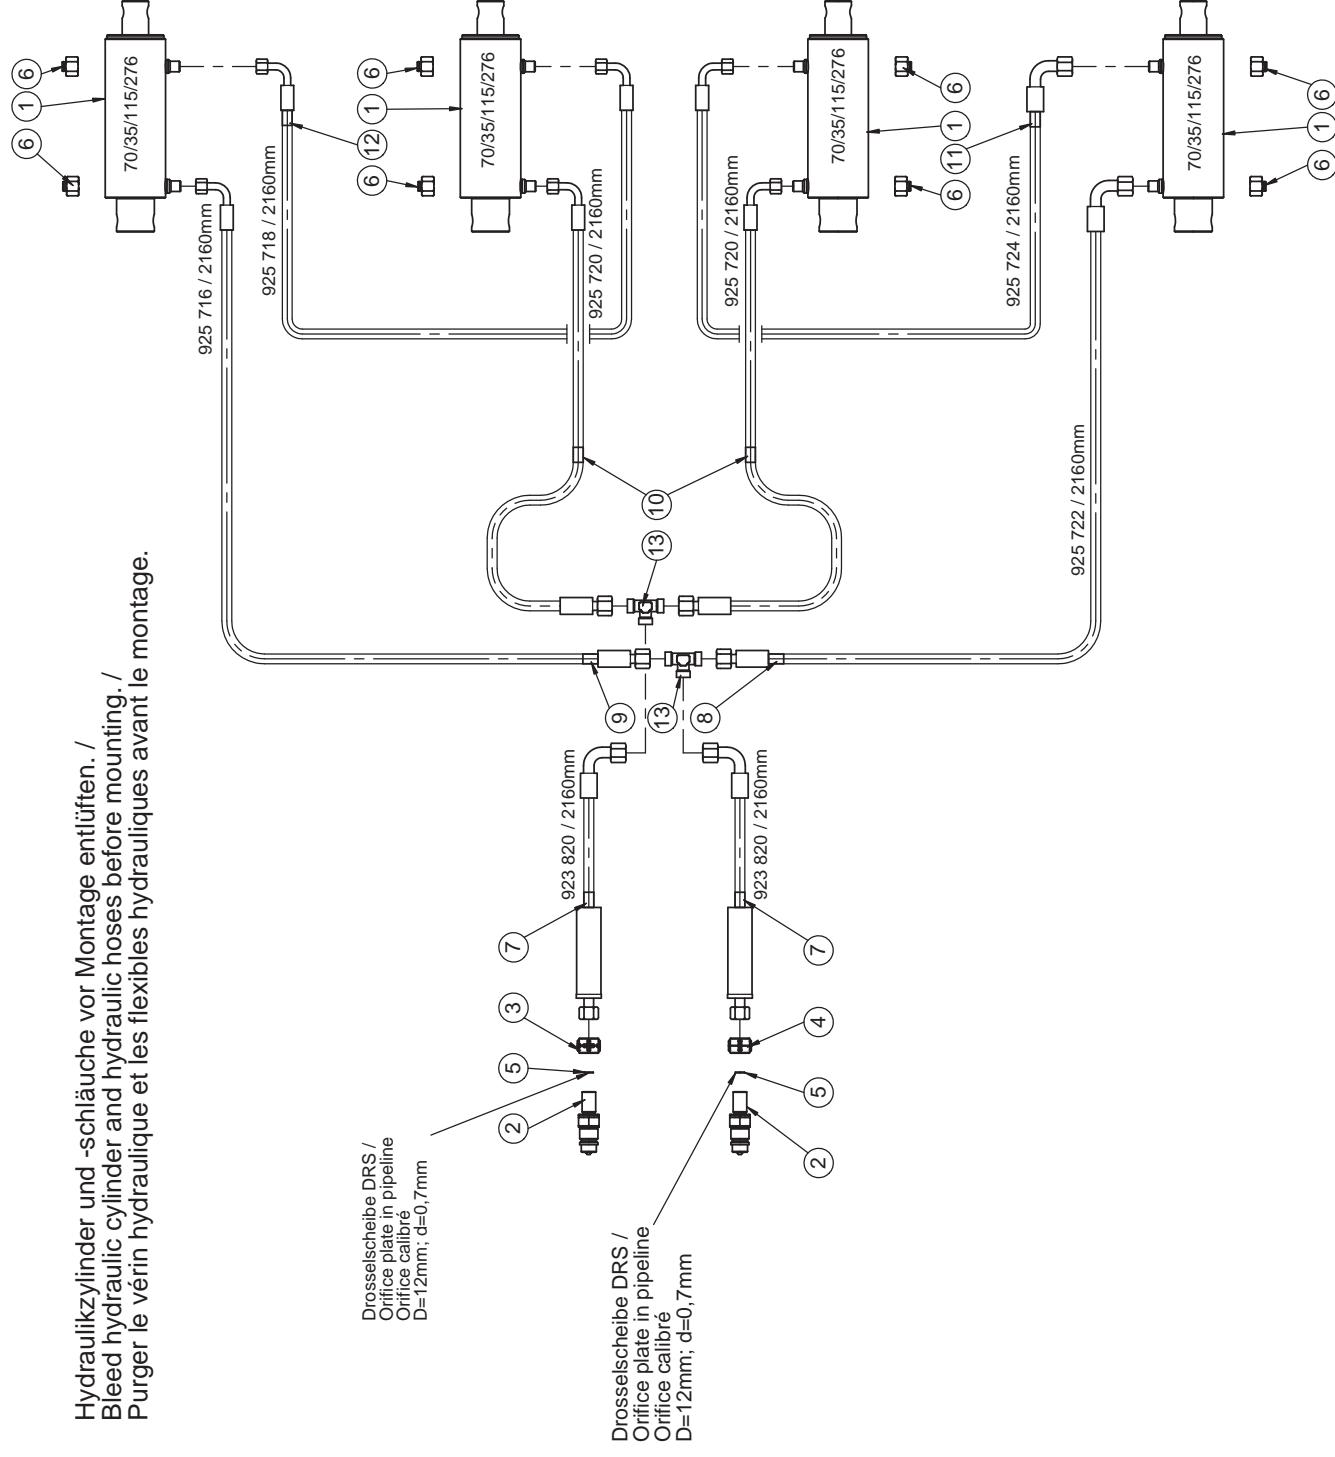 Hydraulikzylinder und -schläuche vor Montage entlüften. /
Bleed hydraulic cylinder and hydraulic hoses before mounting. /
Purger le vérin hydraulique et les flexibles hydrauliques avant le montage.
6
1
6
70/35/115/276
925 716 / 2160mm
925 718 / 2160mm
12
6
1
6
70/35/115/276
925 720 / 2160mm
925 720 / 2160mm
70/35/115/276
6
1
11
6
925 724 / 2160mm
70/35/115/276
6
1
6
925 722 / 2160mm
10
13
9
13
8
923 820 / 2160mm
923 820 / 2160mm
7
7
3
4
5
5
2
2
Drosselscheibe DRS /
Orifice plate in pipeline
Orifice calibré
D=12mm; d=0,7mm
Drosselscheibe DRS /
Orifice plate in pipeline
Orifice calibré
D=12mm; d=0,7mm